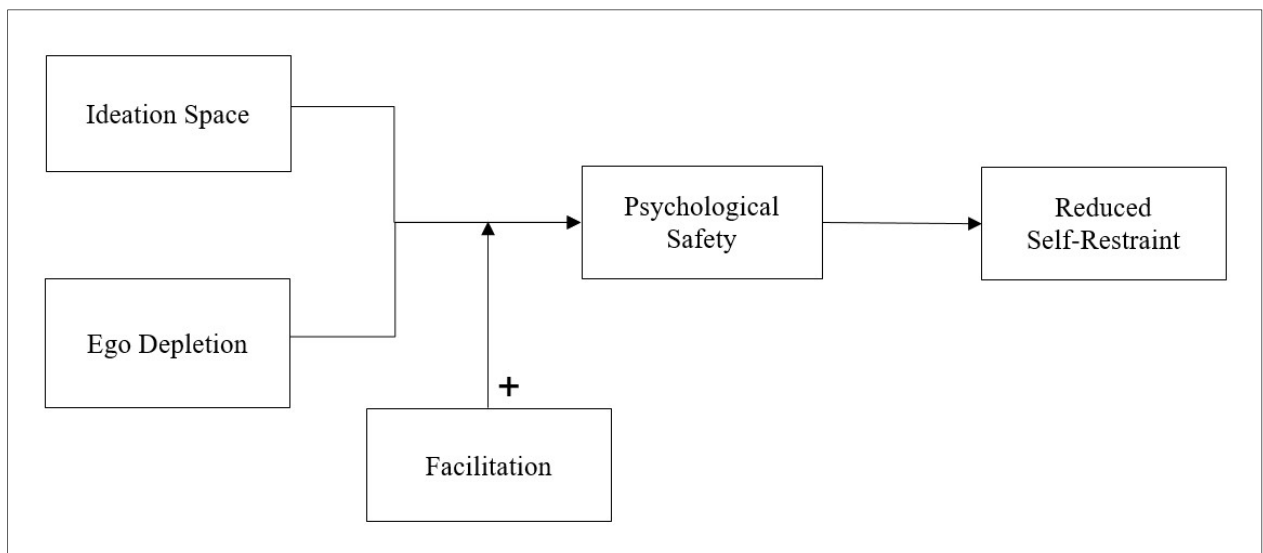 Ideation Space
Psychological
Safety
Reduced
Self-Restraint
Ego Depletion
+
Facilitation